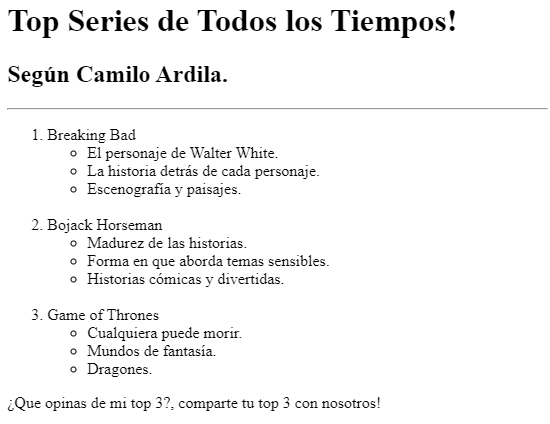 Top Series de Todos los Tiempos!
Según Camilo Ardila.
1. Breaking Bad
El personaje de Walter White.
La historia detrás de cada personaje.
Escenografía y paisajes.
2. Bojack Horseman
Madurez de las historias.
Forma en que aborda temas sensibles.
Historias cómicas y divertidas.
3. Game of Thrones
Cualquiera puede morir.
Mundos de fantasía.
Dragones.
¿Que opinas de mi top 3?, comparte tu top 3 con nosotros!